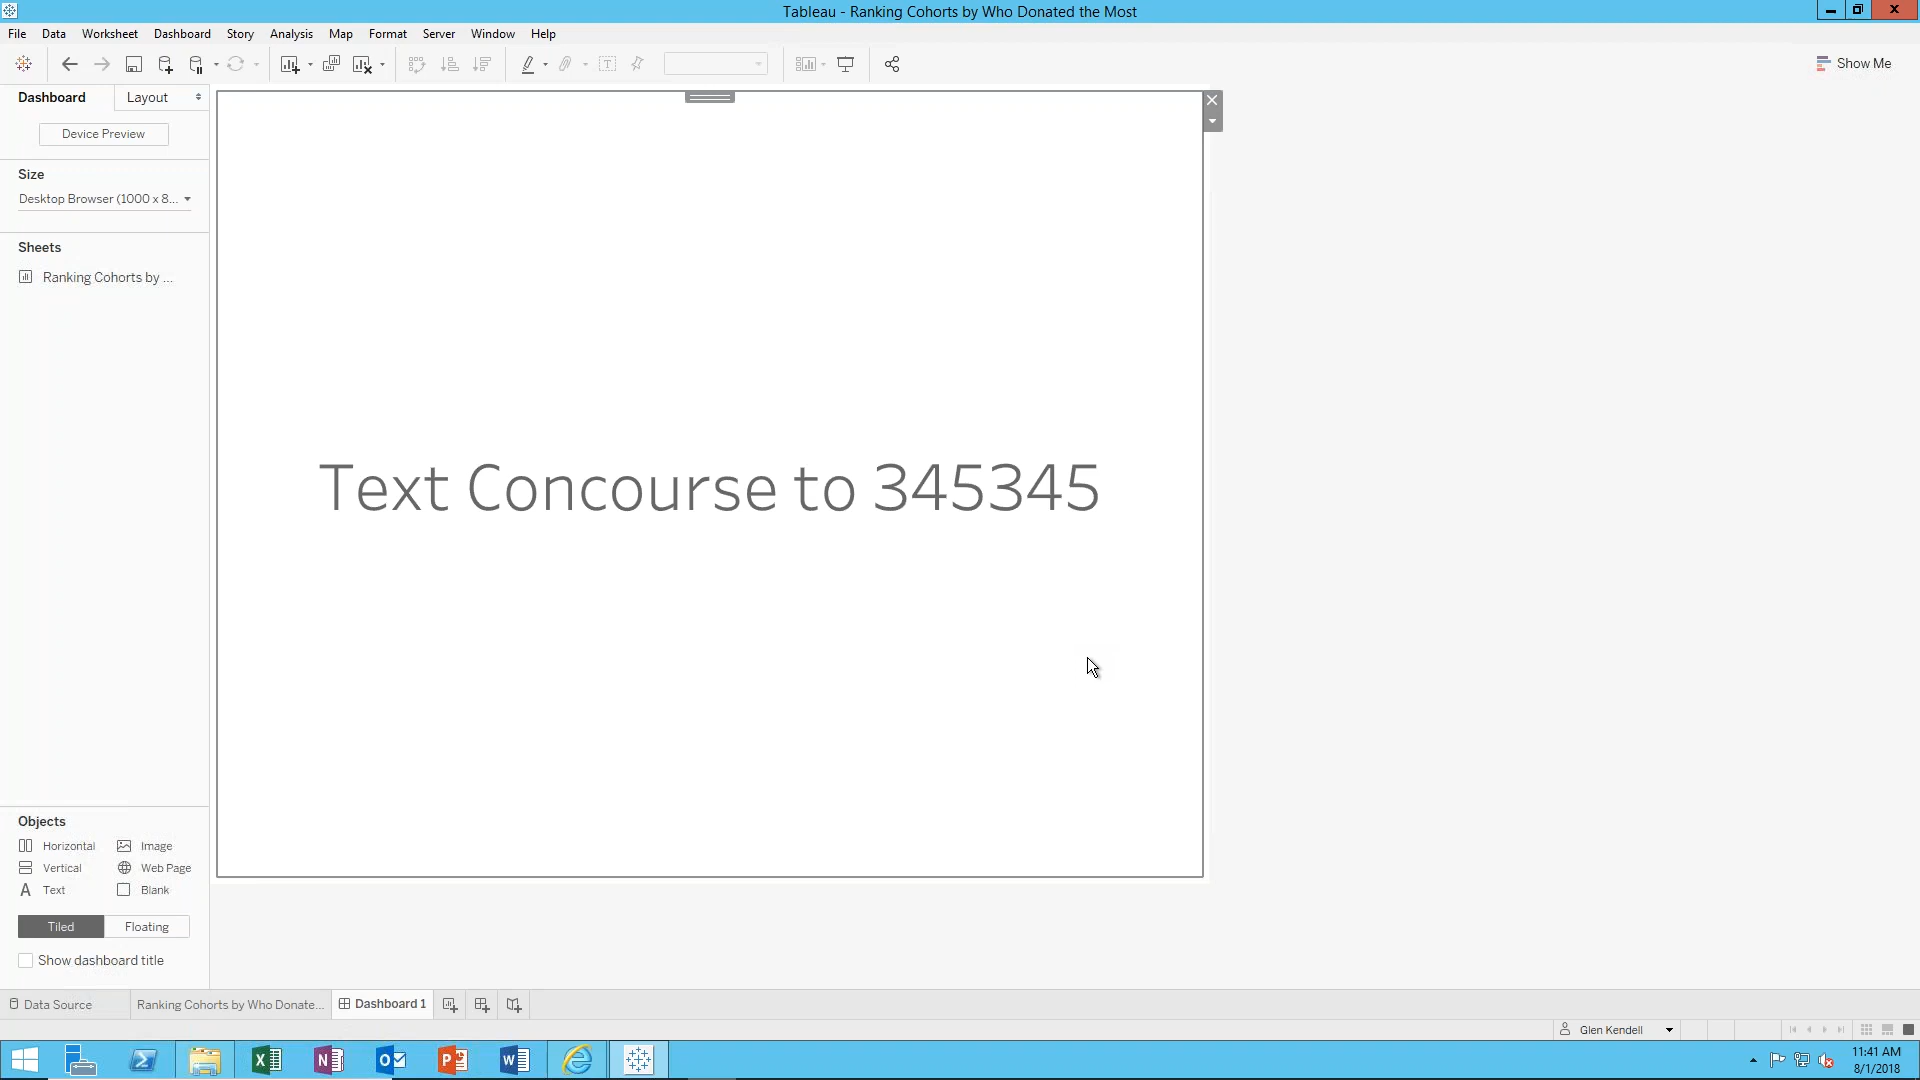 Tableau - Ranking Cohorts by Who Donated the Most
File Data Worksheet Dashboard Story Analysis Map Format Server Window Help
Show Me
Dashboard Layout
Device Preview
Size
Desktop Browser (1000 x 8...
Sheets
Ranking Cohorts by ...
Text Concourse to 345345
Objects
Horizontal Image
Vertical Web Page
A Text Blank
Tiled Floating
Show dashboard title
Data Source Ranking Cohorts by Who Donate... Dashboard 1
Glen Kendell
11:41 AM
8/1/2018